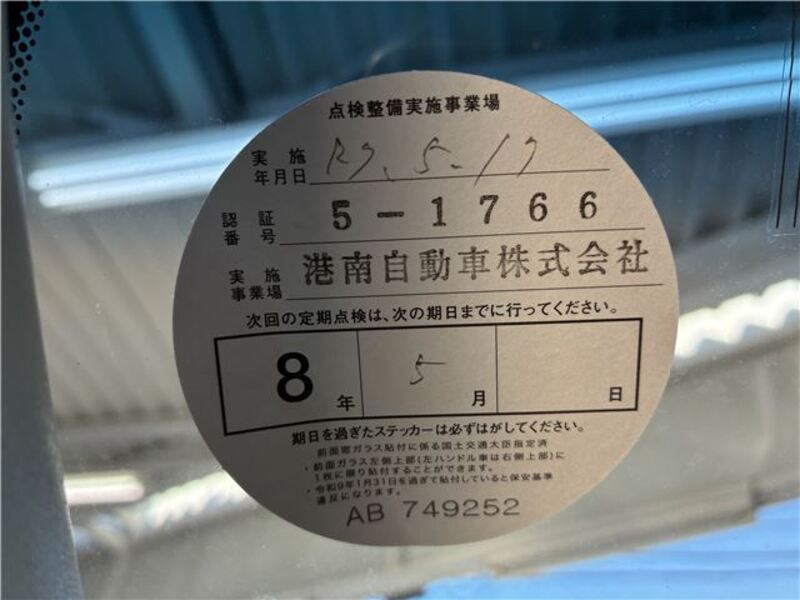 点検整備実施事業場
実施年月日 R7.5.17
認証番号 5-1766
実施事業場 港南自動車株式会社
次回の定期点検は、次の期日までに行ってください。
8年 5月 日
期日を過ぎたステッカーは必ずはがしてください。
前面窓ガラス貼付に係る国土交通大臣指定済
・前面ガラス左側上部(左ハンドル車は右側上部)に
1枚に限り貼付することができます。
・令和9年1月31日を過ぎて貼付していると保安基準
違反になります。
AB 749252